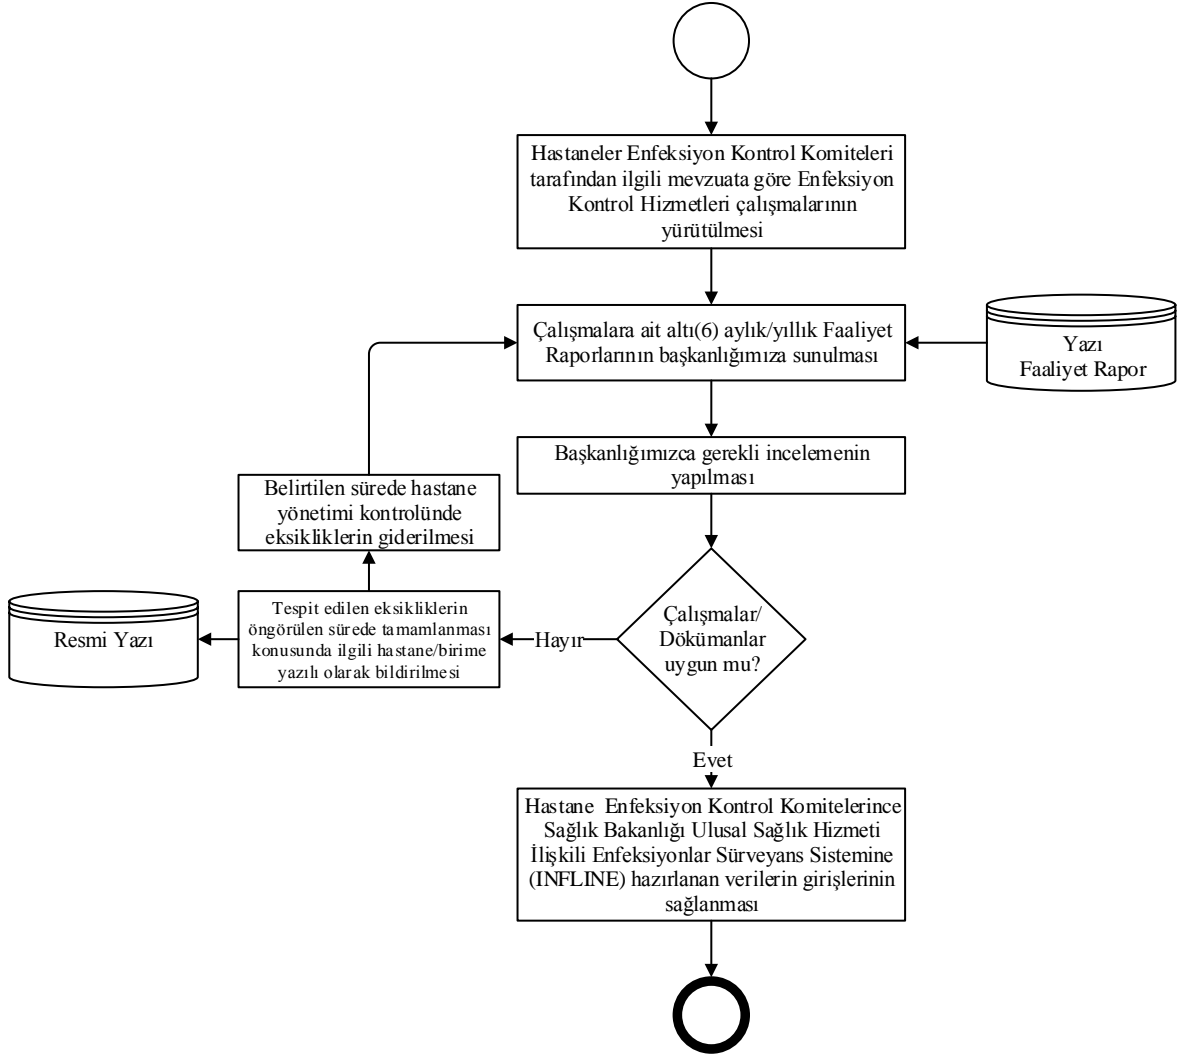 Hastaneler Enfeksiyon Kontrol Komiteleri
tarafından ilgili mevzuata göre Enfeksiyon
Kontrol Hizmetleri çalışmalarının
yürütülmesi
Çalışmalara ait altı(6) aylık/yıllık Faaliyet
Raporlarının başkanlığımıza sunulması
Yazı
Faaliyet Rapor
Başkanlığımızca gerekli incelemenin
yapılması
Belirtilen sürede hastane
yönetimi kontrolünde
eksikliklerin giderilmesi
Çalışmalar/
Dökümanlar
uygun mu?
Hayır
Tespit edilen eksikliklerin
öngörülen sürede tamamlanması
konusunda ilgili hastane/birime
yazılı olarak bildirilmesi
Resmi Yazı
Evet
Hastane Enfeksiyon Kontrol Komitelerince
Sağlık Bakanlığı Ulusal Sağlık Hizmeti
İlişkili Enfeksiyonlar Sürveyans Sistemine
(INFLINE) hazırlanan verilerin girişlerinin
sağlanması